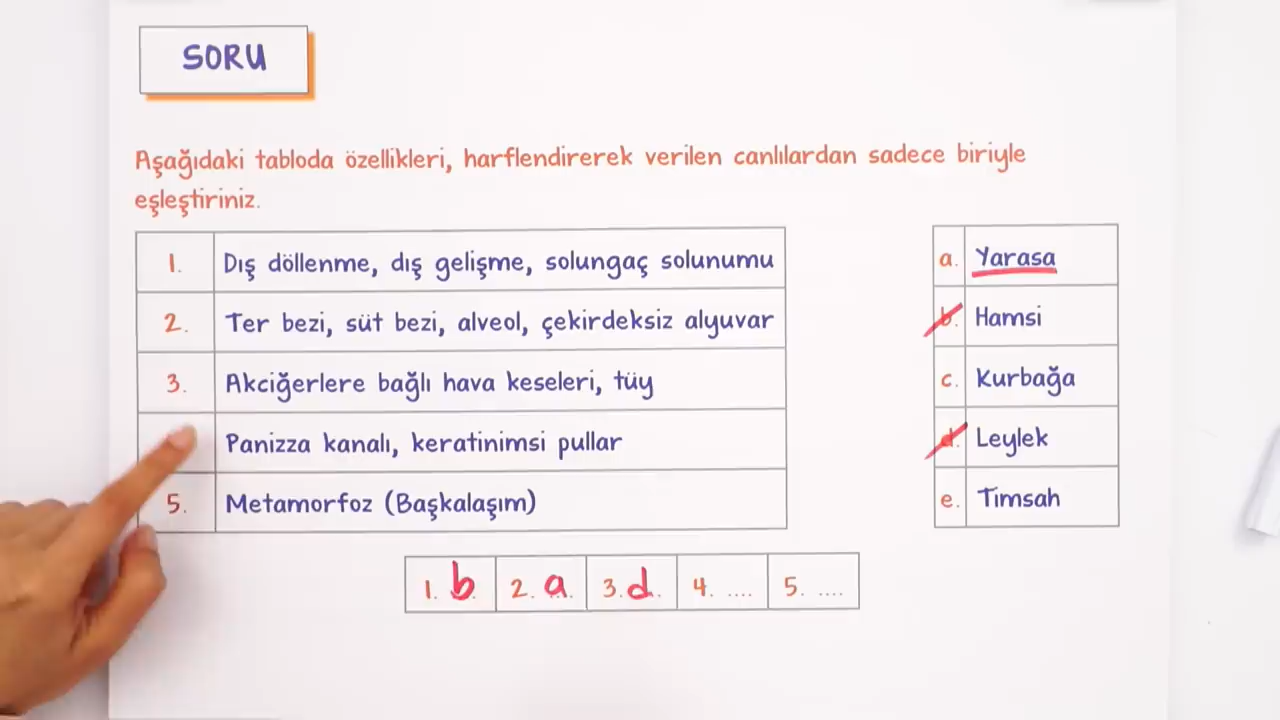 SORU
Aşağıdaki tabloda özellikleri, harflendirerek verilen canlılardan sadece biriyle
eşleştiriniz.
1. Dış döllenme, dış gelişme, solungaç solunumu
2. Ter bezi, süt bezi, alveol, çekirdeksiz alyuvar
3. Akciğerlere bağlı hava keseleri, tüy
Panizza kanalı, keratinimsi pullar
5. Metamorfoz (Başkalaşım)
a. Yarasa
b. Hamsi
c. Kurbağa
d. Leylek
e. Timsah
1. b 2. a. 3. d. 4. .... 5. ....